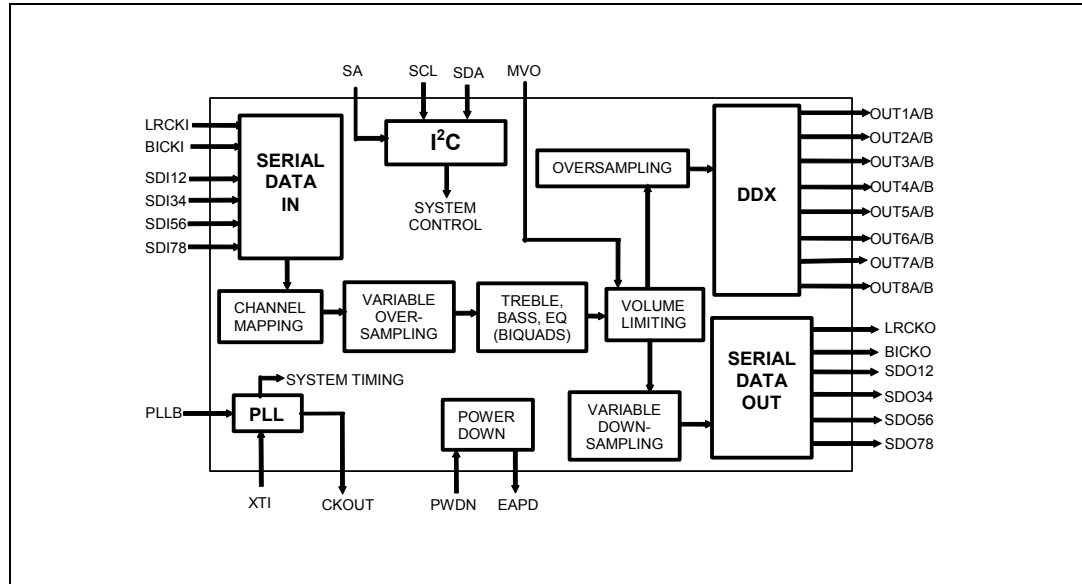 SA
SCL
SDA
MVO
LRCKI
BICKI
SDI12
SDI34
SDI56
SDI78
SERIAL
DATA
IN
I²C
SYSTEM
CONTROL
OVERSAMPLING
DDX
OUT1A/B
OUT2A/B
OUT3A/B
OUT4A/B
OUT5A/B
OUT6A/B
OUT7A/B
OUT8A/B
CHANNEL
MAPPING
VARIABLE
OVER-
SAMPLING
TREBLE,
BASS, EQ
(BIQUADS)
VOLUME
LIMITING
SERIAL
DATA
OUT
LRCKO
BICKO
SDO12
SDO34
SDO56
SDO78
SYSTEM TIMING
PLLB
PLL
POWER
DOWN
VARIABLE
DOWN-
SAMPLING
XTI
CKOUT
PWDN
EAPD